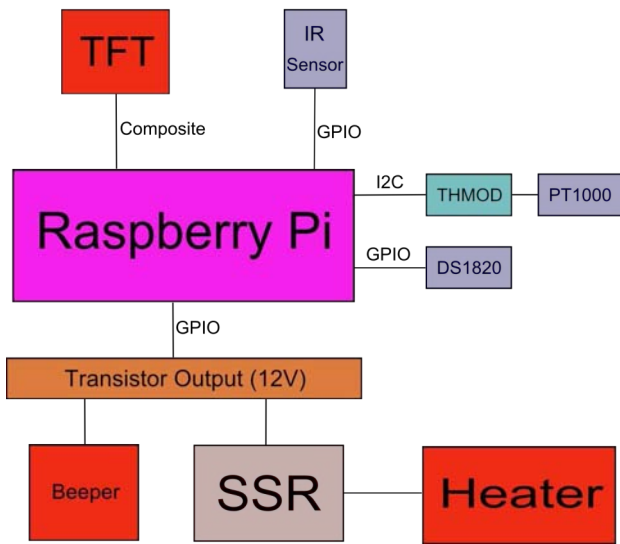 TFT
IR
Sensor
Composite
GPIO
I2C
THMOD
PT1000
Raspberry Pi
GPIO
DS1820
GPIO
Transistor Output (12V)
Beeper
SSR
Heater